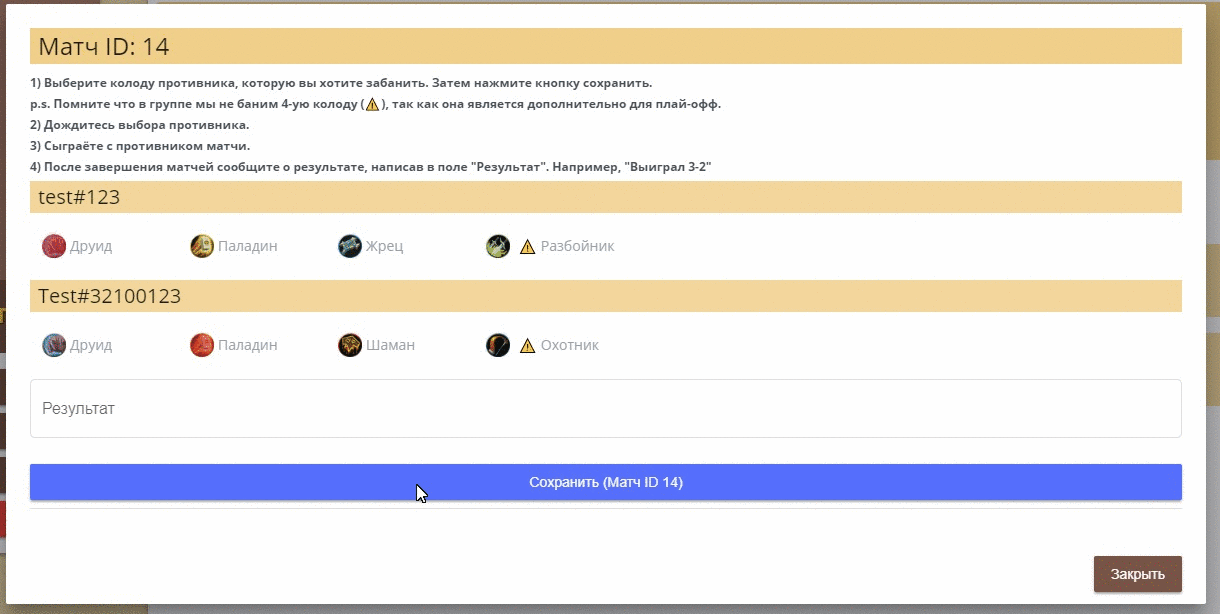 Матч ID: 14
1) Выберите колоду противника, которую вы хотите забанить. Затем нажмите кнопку сохранить.
p.s. Помните что в группе мы не баним 4-ую колоду (⚠), так как она является дополнительно для плай-офф.
2) Дождитесь выбора противника.
3) Сыграёте с противником матчи.
4) После завершения матчей сообщите о результате, написав в поле "Результат". Например, "Выиграл 3-2"
test#123
Друид Паладин Жрец ⚠ Разбойник
Test#32100123
Друид Паладин Шаман ⚠ Охотник
Результат
Сохранить (Матч ID 14)
Закрыть